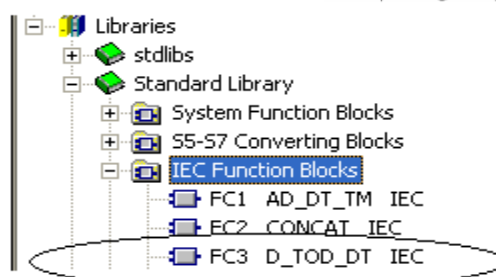 Libraries
stdlibs
Standard Library
System Function Blocks
S5-S7 Converting Blocks
IEC Function Blocks
FC1 AD_DT_TM IEC
FC2 CONCAT IEC
FC3 D_TOD_DT IEC